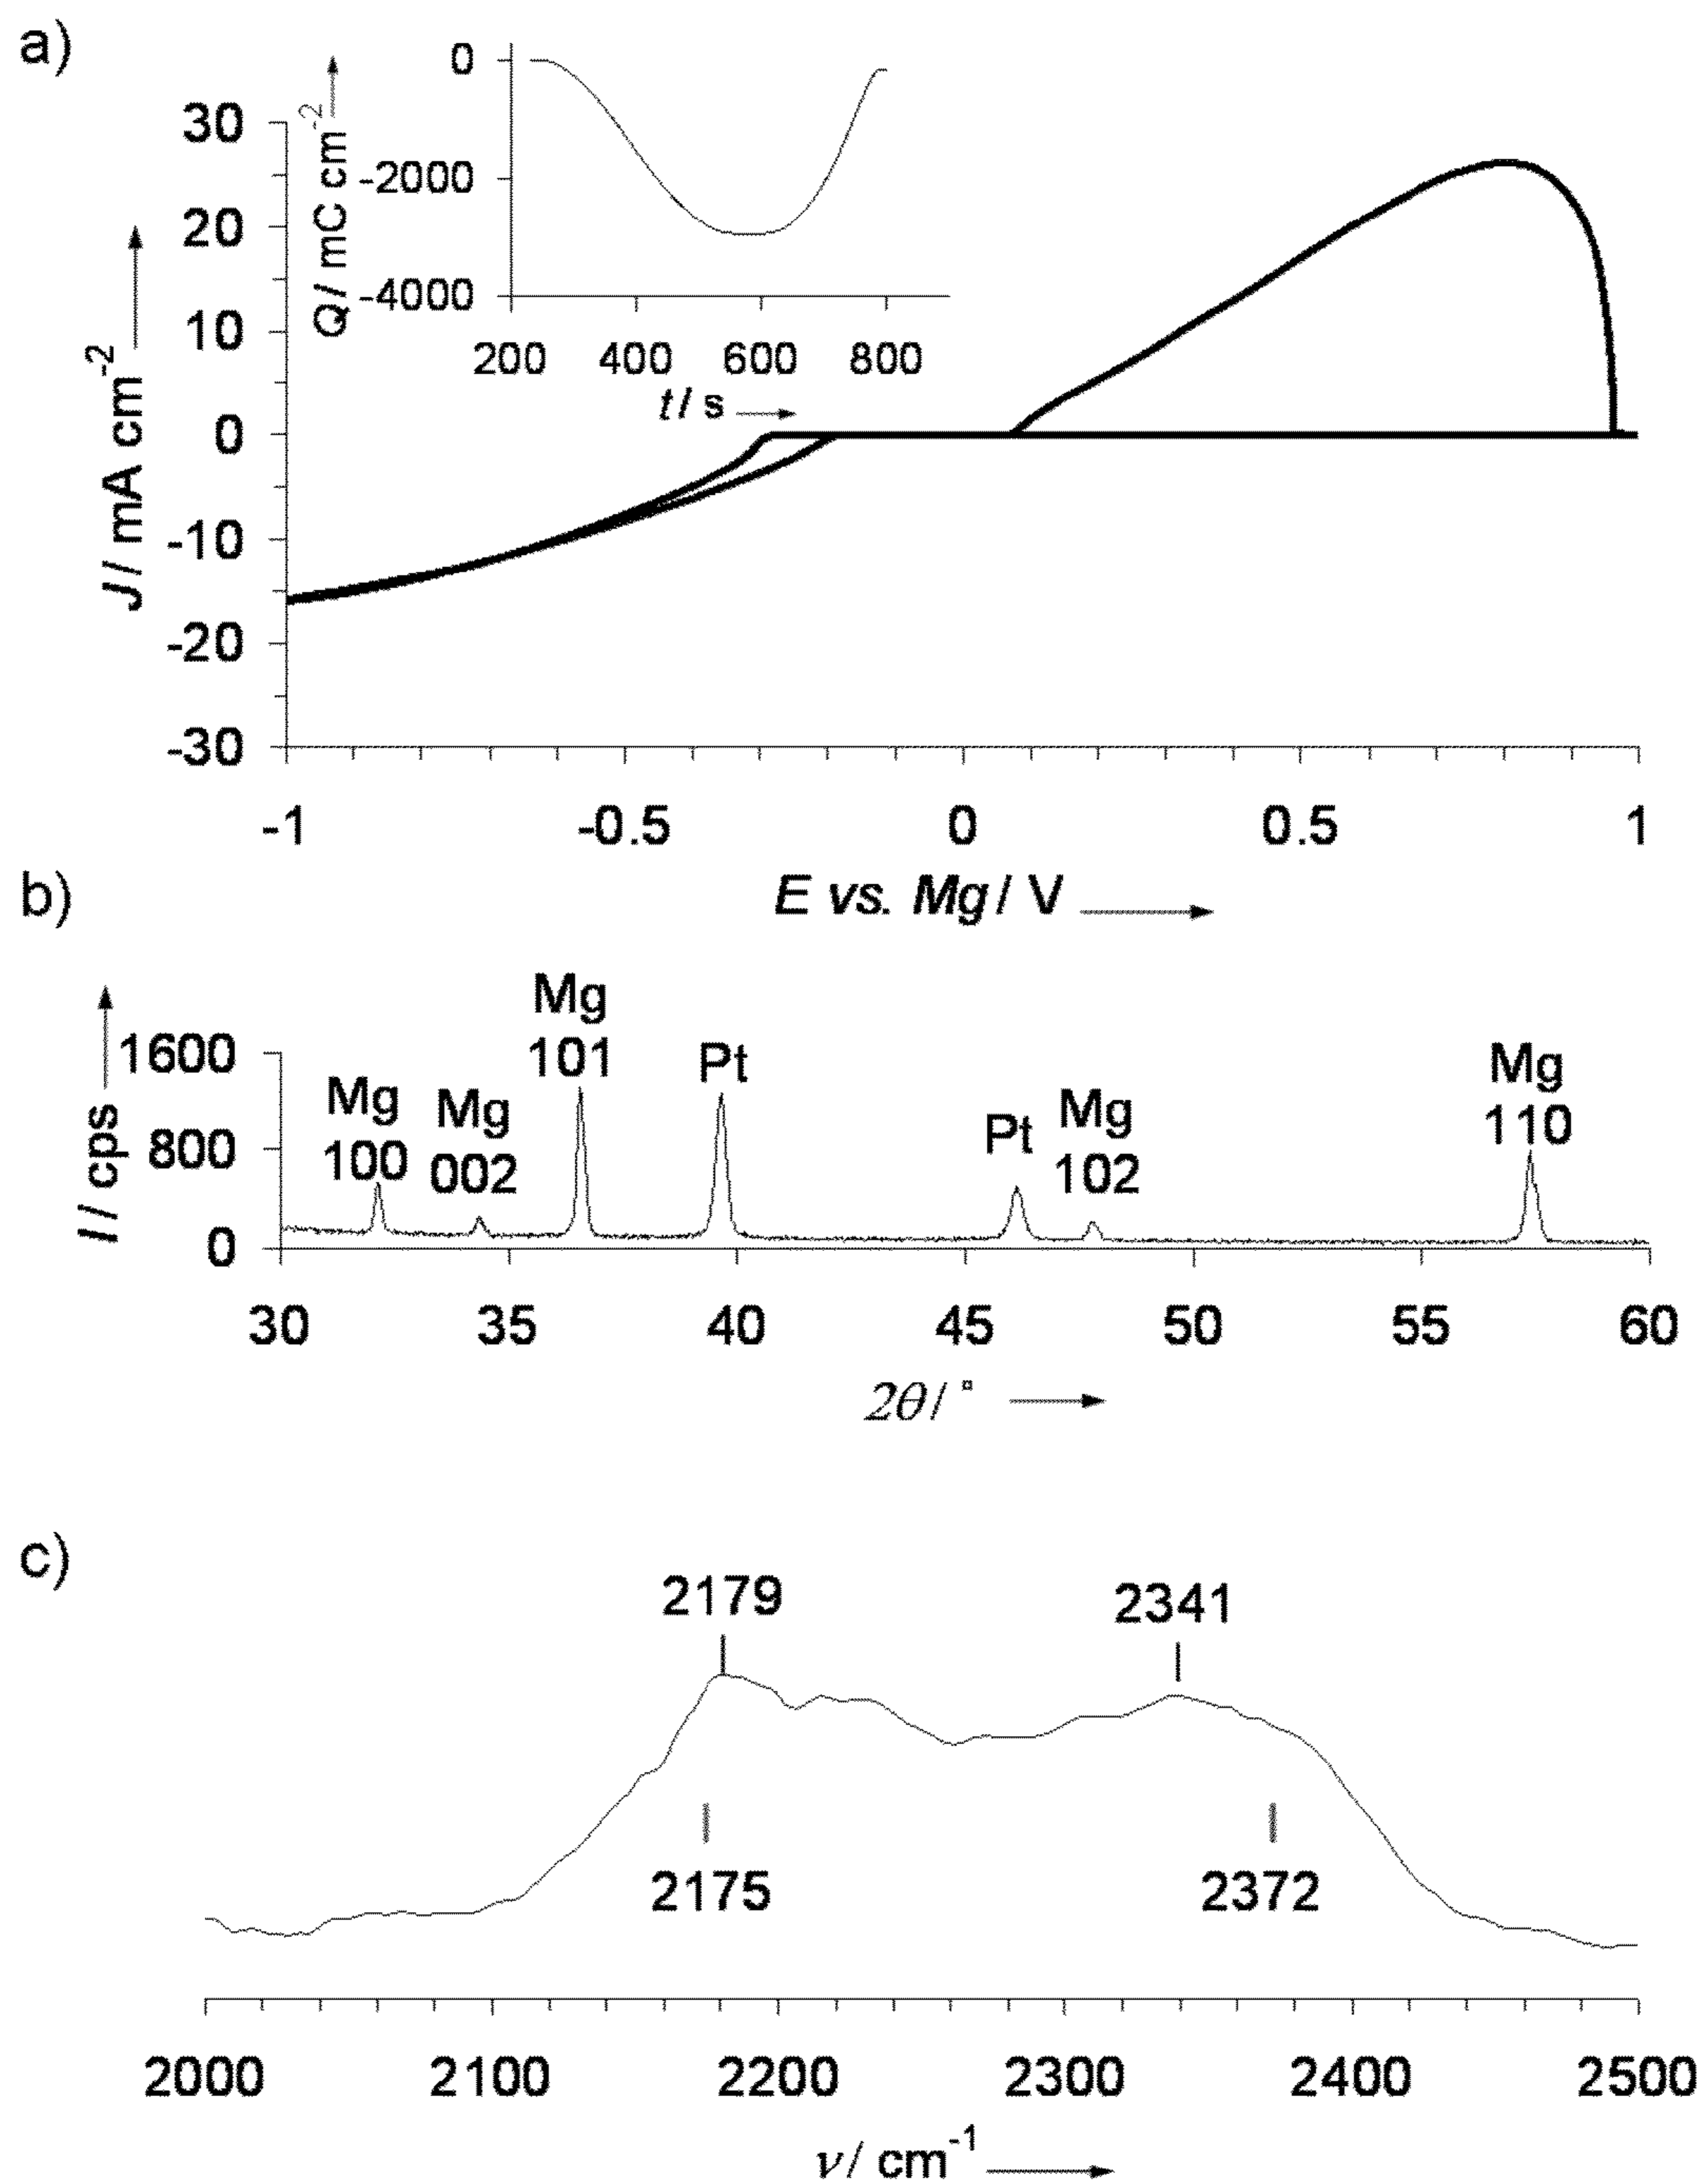 a)
0
-2000
-4000
Q / mC cm-2
200 400 600 800
t / s
30
20
10
0
-10
-20
-30
J / mA cm-2
-1 -0.5 0 0.5 1
E vs. Mg / V
b)
Mg 100
Mg 002
Mg 101
Pt
Pt
Mg 102
Mg 110
1600
800
0
I / cps
30 35 40 45 50 55 60
2θ / °
c)
2179 2341
2175 2372
2000 2100 2200 2300 2400 2500
ν / cm-1